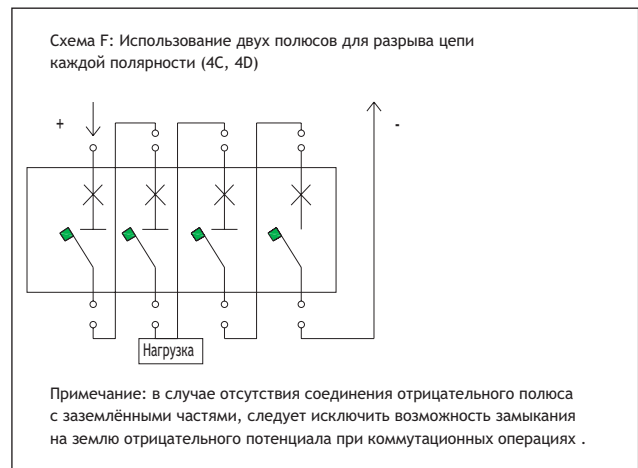 Схема F: Использование двух полюсов для разрыва цепи
каждой полярности (4C, 4D)
+ -
Нагрузка
Примечание: в случае отсутствия соединения отрицательного полюса
с заземлёнными частями, следует исключить возможность замыкания
на землю отрицательного потенциала при коммутационных операциях .